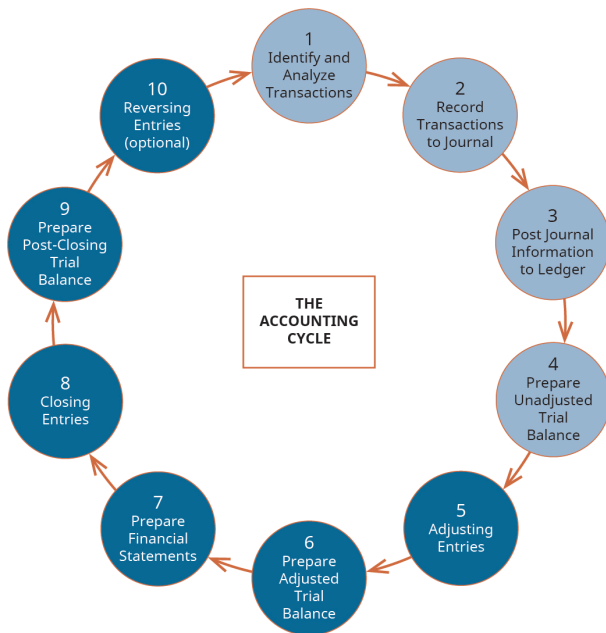 1
Identify and
Analyze
Transactions
2
Record
Transactions
to Journal
3
Post Journal
Information
to Ledger
4
Prepare
Unadjusted
Trial
Balance
5
Adjusting
Entries
6
Prepare
Adjusted
Trial
Balance
7
Prepare
Financial
Statements
8
Closing
Entries
9
Prepare
Post-Closing
Trial
Balance
10
Reversing
Entries
(optional)
THE
ACCOUNTING
CYCLE